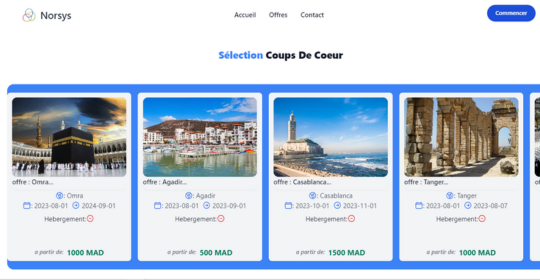 Norsys
Accueil Offres Contact
Commencer
Sélection Coups De Coeur
offre : Omra...
Omra
2023-08-01 2024-09-01
Hebergement:
a partir de: 1000 MAD
offre : Agadir...
Agadir
2023-08-01 2023-09-01
Hebergement:
a partir de: 500 MAD
offre : Casablanca...
: Casablanca
: 2023-10-01 2023-11-01
Hebergement:
a partir de: 1500 MAD
offre : Tanger...
: Tanger
: 2023-08-01 2023-08-07
Hebergement:
a partir de: 1000 MAD